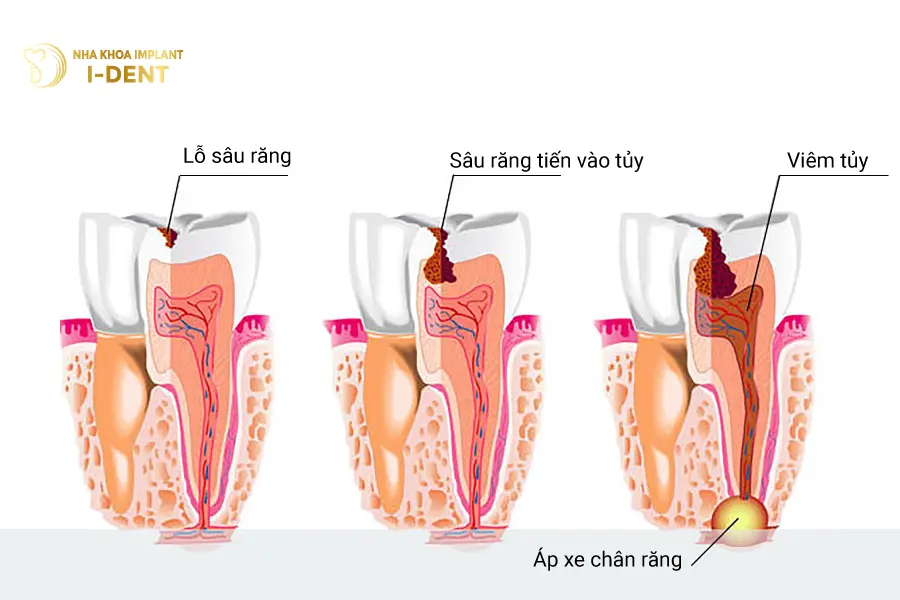 NHA KHOA IMPLANT
I-DENT
Lỗ sâu răng
Sâu răng tiến vào tủy
Viêm tủy
Áp xe chân răng